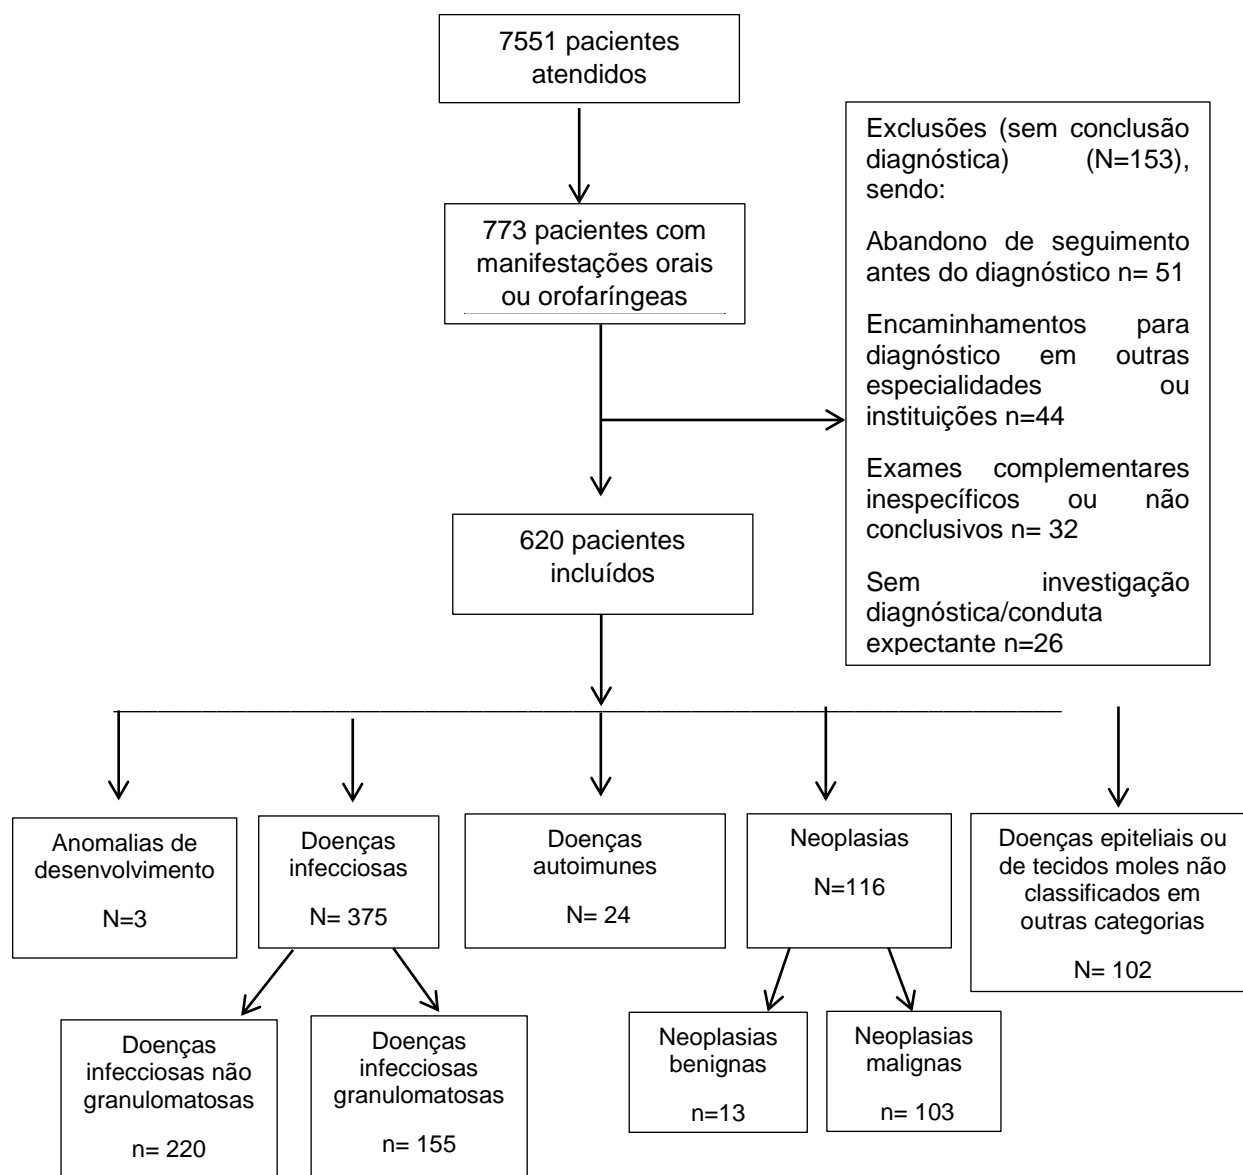 7551 pacientes
atendidos
Exclusões (sem conclusão
diagnóstica) (N=153),
sendo:
Abandono de seguimento
antes do diagnóstico n= 51
Encaminhamentos para
diagnóstico em outras
especialidades ou
instituições n=44
Exames complementares
inespecíficos ou não
conclusivos n= 32
Sem investigação
diagnóstica/conduta
expectante n=26
773 pacientes com
manifestações orais
ou orofaríngeas
620 pacientes
incluídos
Anomalias de
desenvolvimento
N=3
Doenças
infecciosas
N= 375
Doenças
autoimunes
N= 24
Neoplasias
N=116
Doenças epiteliais ou
de tecidos moles não
classificados em
outras categorias
N= 102
Doenças
infecciosas não
granulomatosas
n= 220
Doenças
infecciosas
granulomatosas
n= 155
Neoplasias
benignas
n=13
Neoplasias
malignas
n= 103